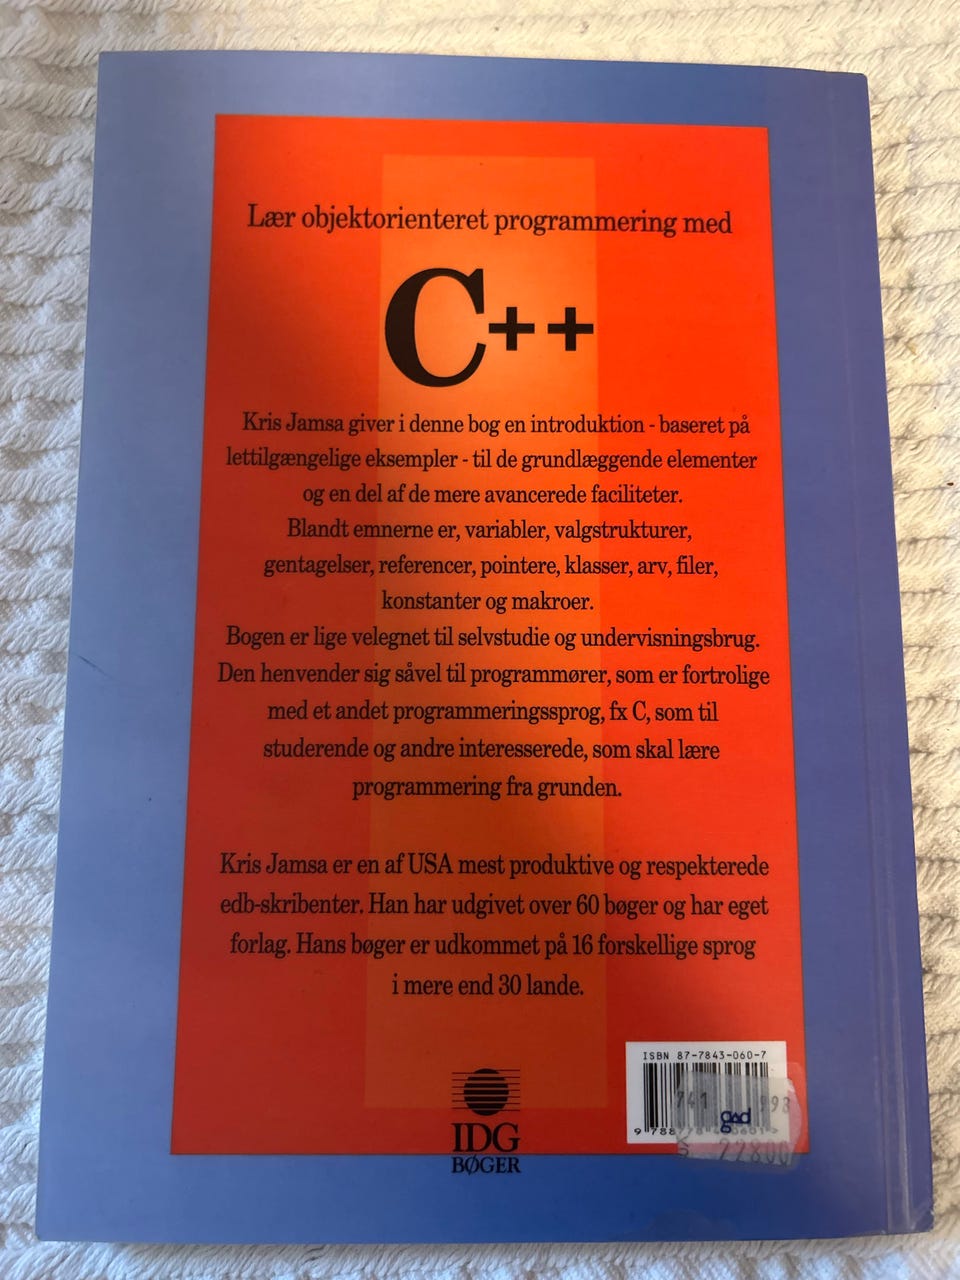 Lær objektorienteret programmering med
C++
Kris Jamsa giver i denne bog en introduktion - baseret på
lettilgængelige eksempler - til de grundlæggende elementer
og en del af de mere avancerede faciliteter.
Blandt emnerne er, variabler, valgstrukturer,
gentagelser, referencer, pointere, klasser, arv, filer,
konstanter og makroer.
Bogen er lige velegnet til selvstudie og undervisningsbrug.
Den henvender sig såvel til programmører, som er fortrolige
med et andet programmeringssprog, fx C, som til
studerende og andre interesserede, som skal lære
programmering fra grunden.
Kris Jamsa er en af USA mest produktive og respekterede
edb-skribenter. Han har udgivet over 60 bøger og har eget
forlag. Hans bøger er udkommet på 16 forskellige sprog
i mere end 30 lande.
IDG
BØGER
ISBN 87-7843-060-7
741 993
gad
22800